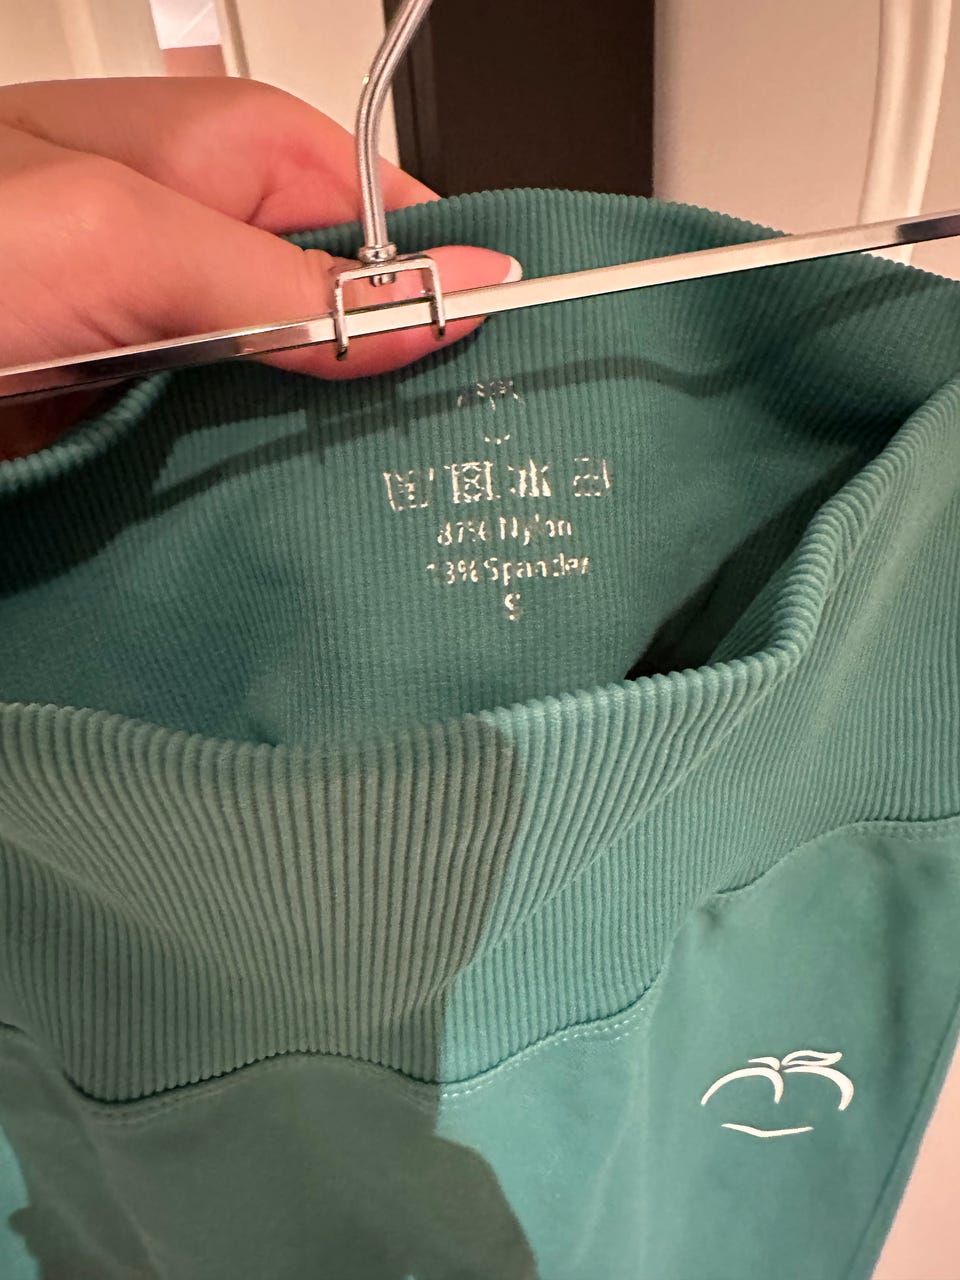 87% Nylon
13% Spandex
S